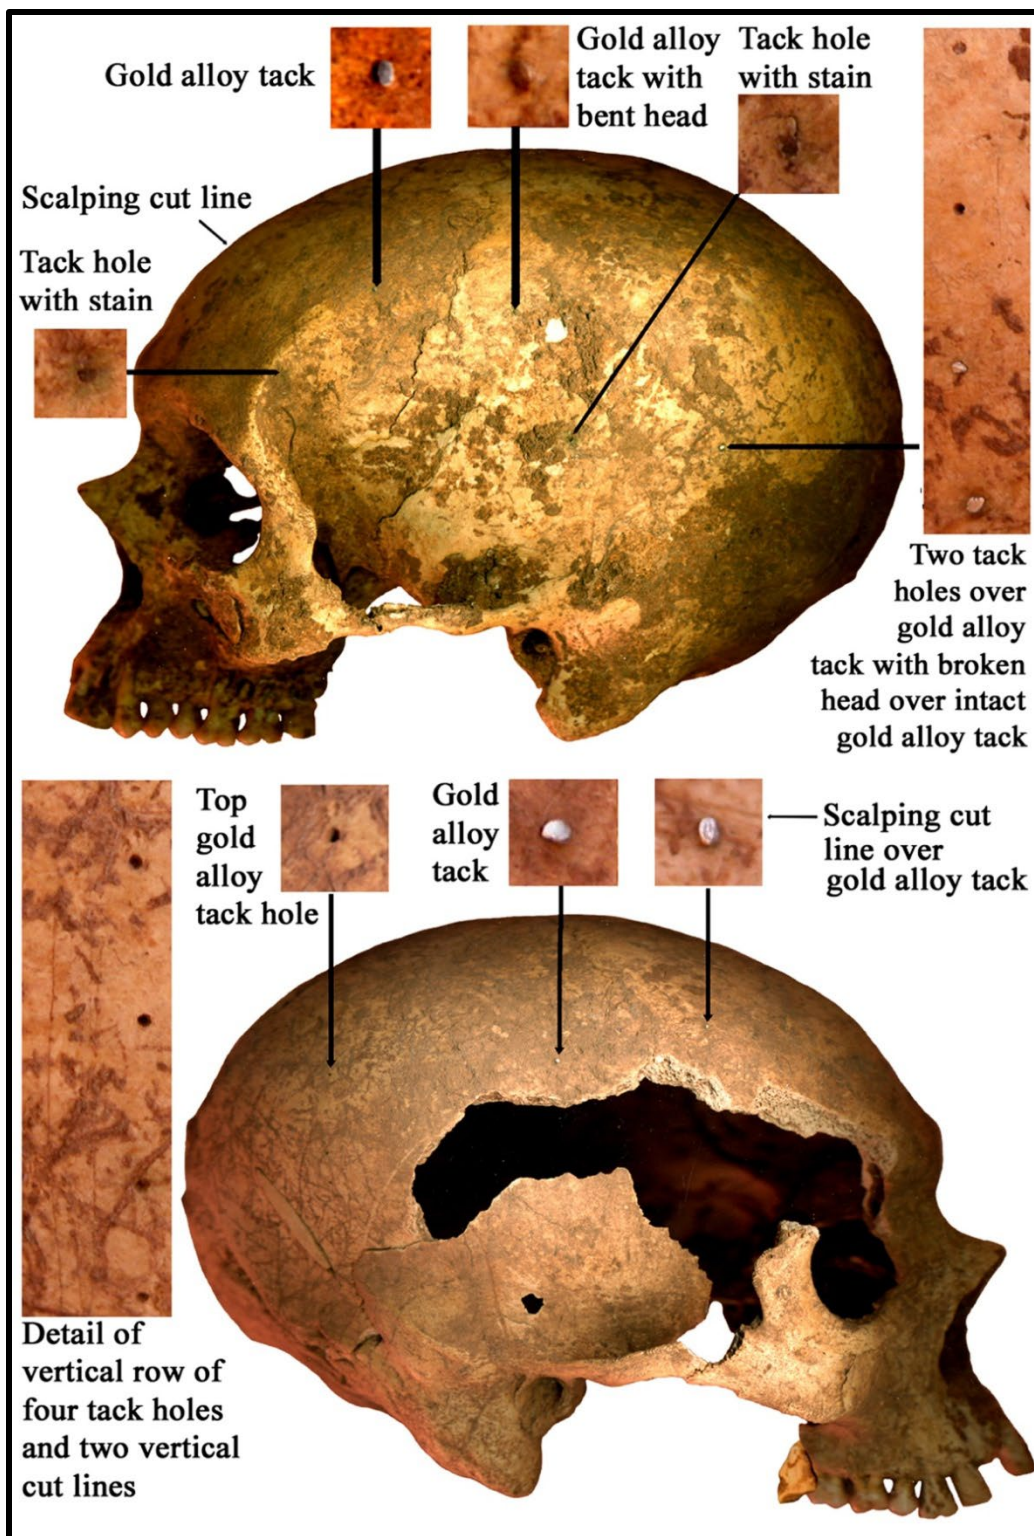 Gold alloy tack
Gold alloy
tack with
bent head
Tack hole
with stain
Scalping cut line
Tack hole
with stain
Two tack
holes over
gold alloy
tack with broken
head over intact
gold alloy tack
Top
gold
alloy
tack hole
Gold
alloy
tack
Scalping cut
line over
gold alloy tack
Detail of
vertical row of
four tack holes
and two vertical
cut lines